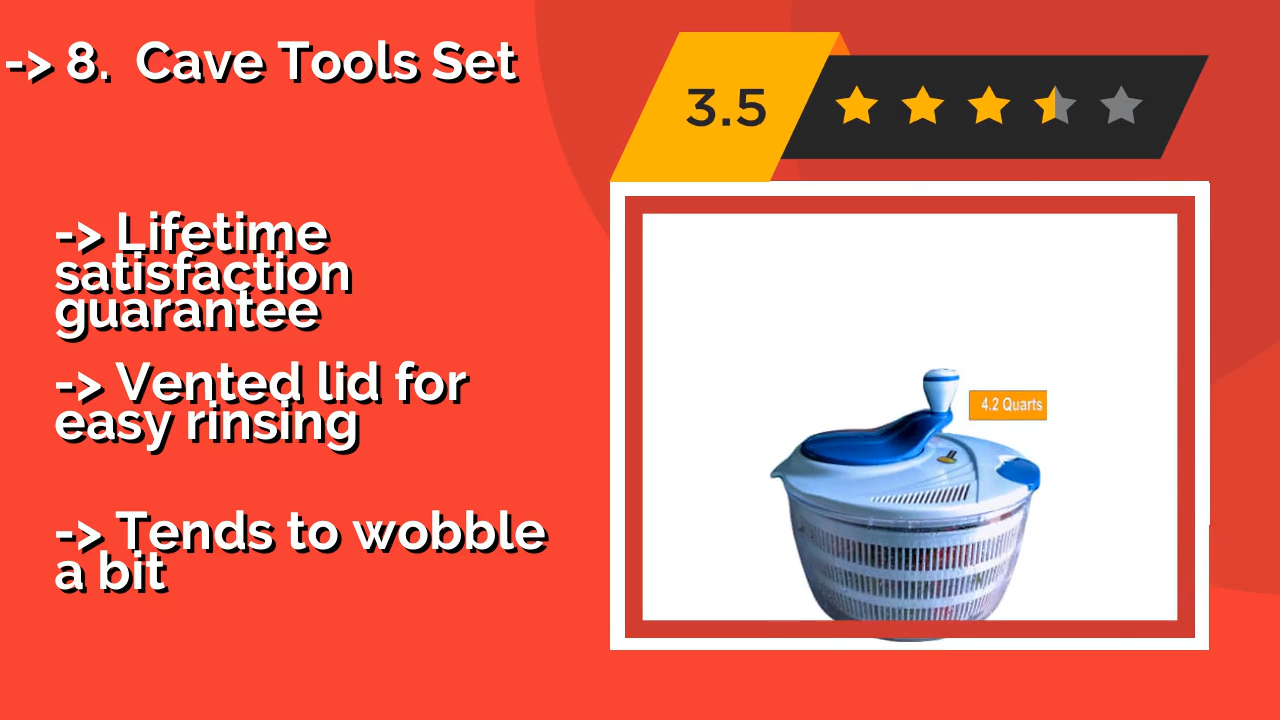 -> 8.  Cave Tools Set
3.5
-> Lifetime
satisfaction
guarantee
-> Vented lid for
easy rinsing
-> Tends to wobble
a bit
4.2 Quarts